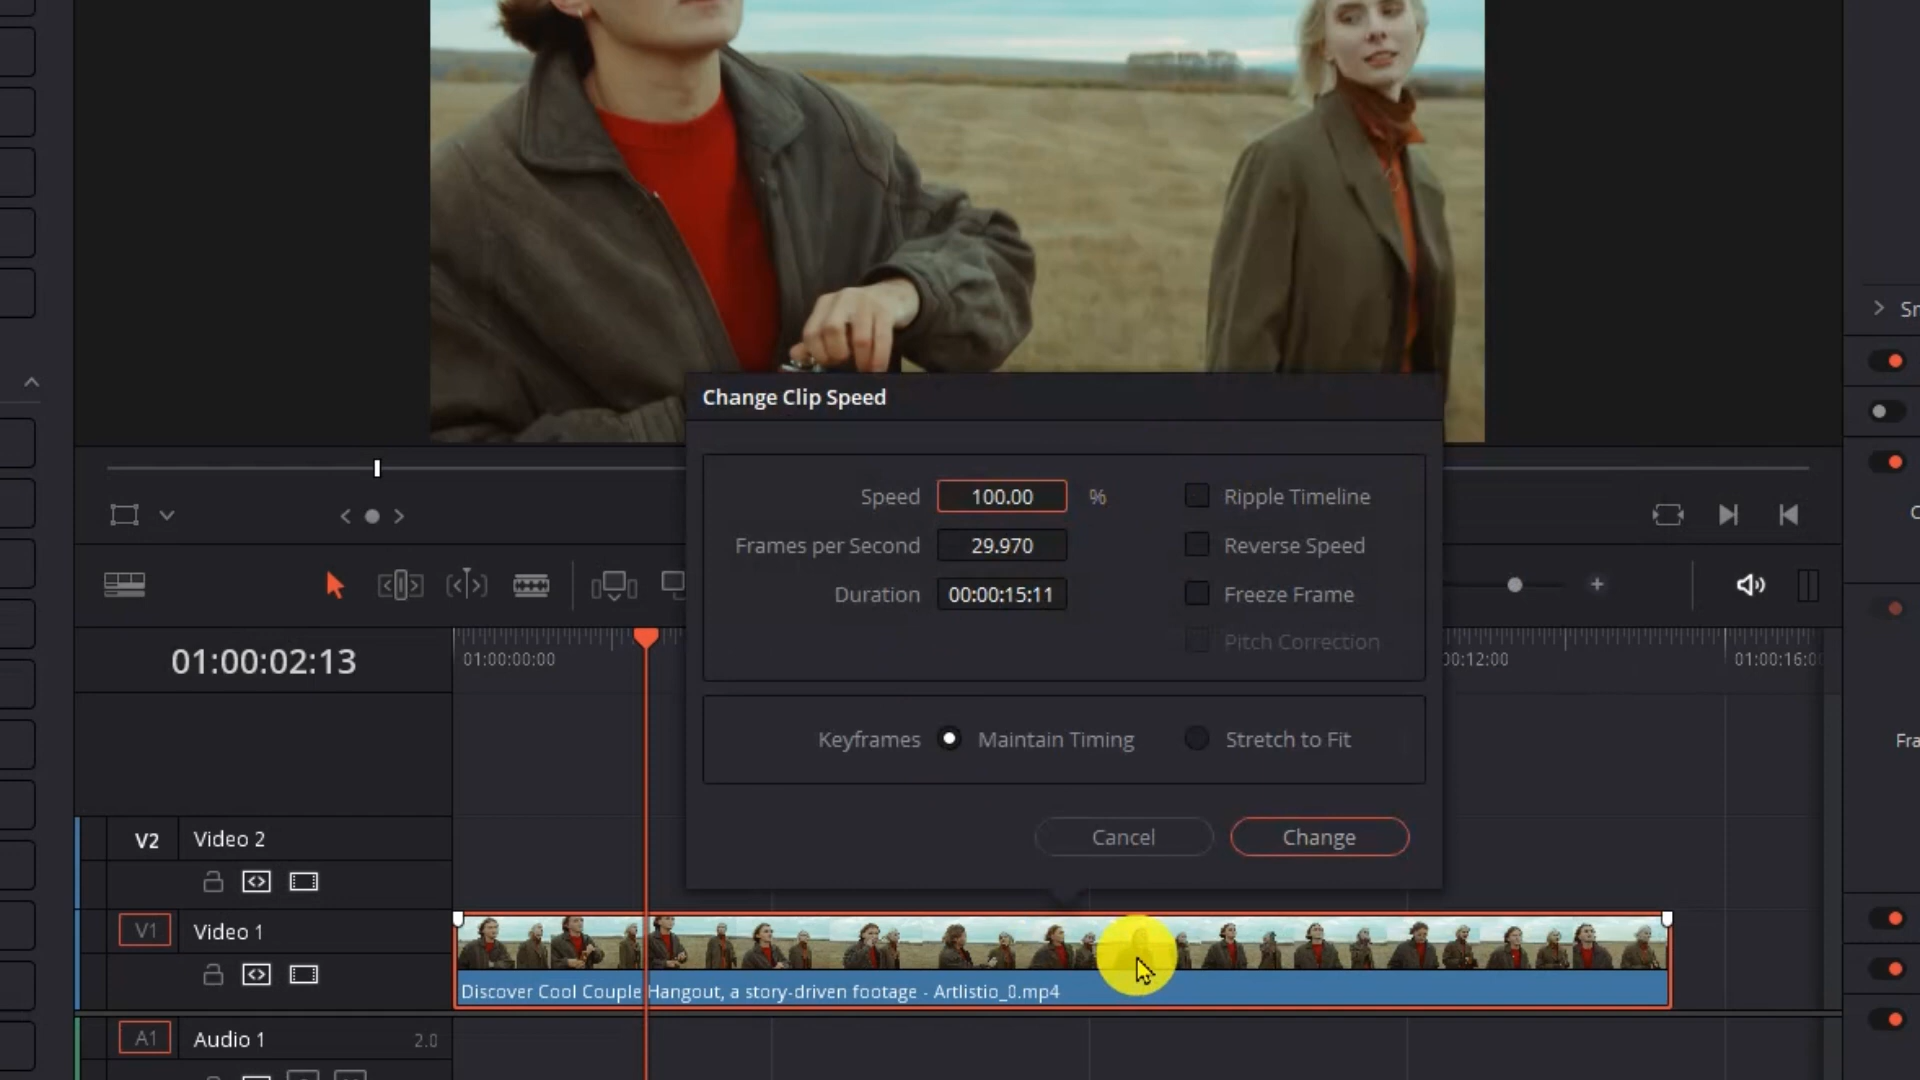 Change Clip Speed
Speed 100.00 %
Ripple Timeline
Frames per Second 29.970
Reverse Speed
Duration 00:00:15:11
Freeze Frame
Pitch Correction
Keyframes Maintain Timing Stretch to Fit
Cancel Change
01:00:02:13
01:00:00:00
00:12:00
01:00:16:0
V2 Video 2
V1 Video 1
Discover Cool Couple Hangout, a story-driven footage - Artlistio_0.mp4
A1 Audio 1 2.0
Fra